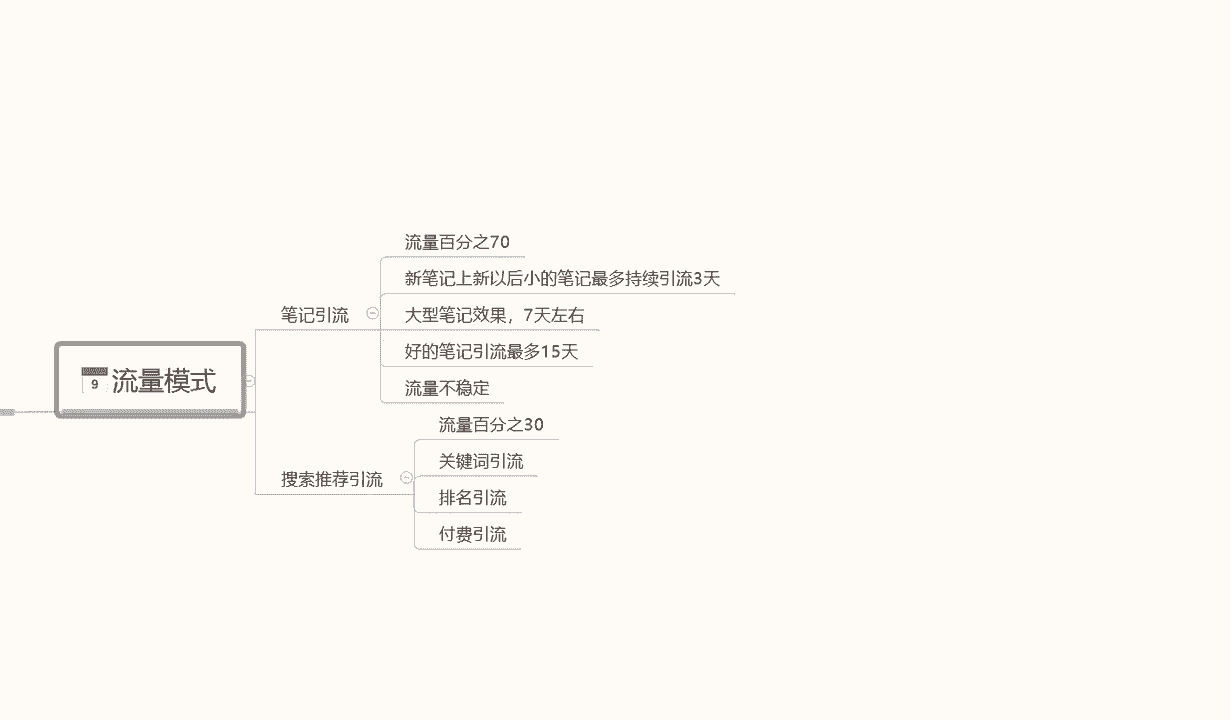 流量百分之70
新笔记上新以后小的笔记最多持续引流3天
笔记引流
大型笔记效果，7天左右
好的笔记引流最多15天
9 流量模式
流量不稳定
流量百分之30
关键词引流
搜索推荐引流
排名引流
付费引流